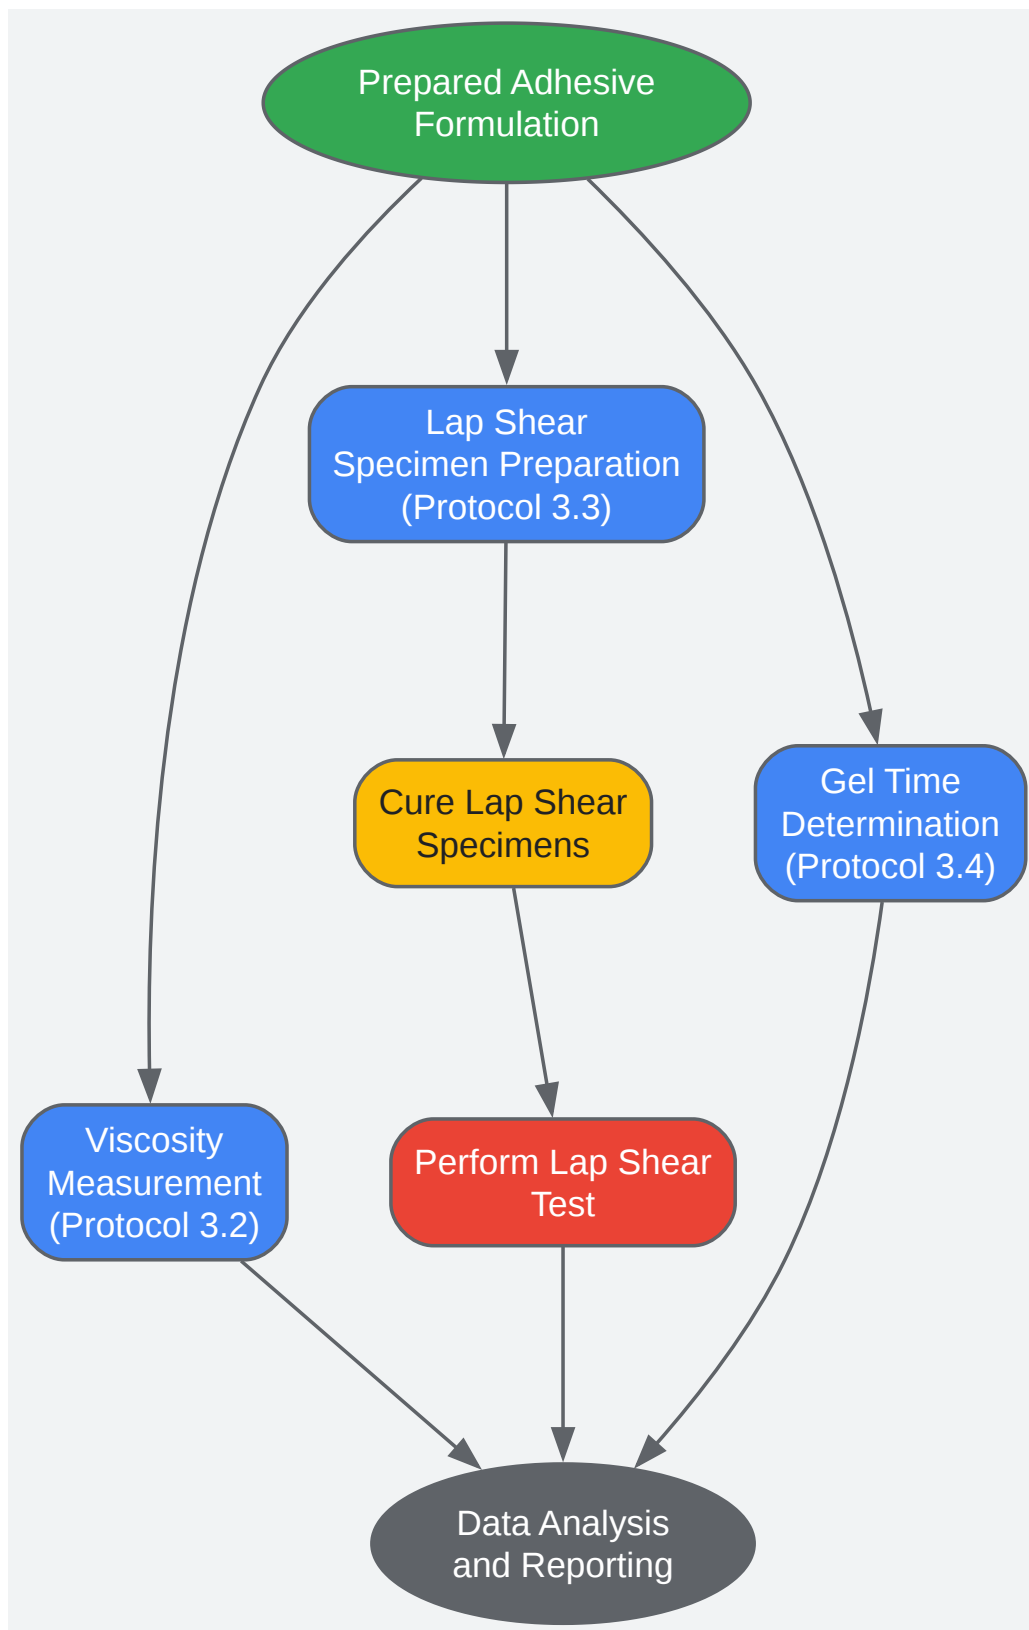 Prepared Adhesive
Formulation
Lap Shear
Specimen Preparation
(Protocol 3.3)
Cure Lap Shear
Specimens
Gel Time
Determination
(Protocol 3.4)
Viscosity
Measurement
(Protocol 3.2)
Perform Lap Shear
Test
Data Analysis
and Reporting